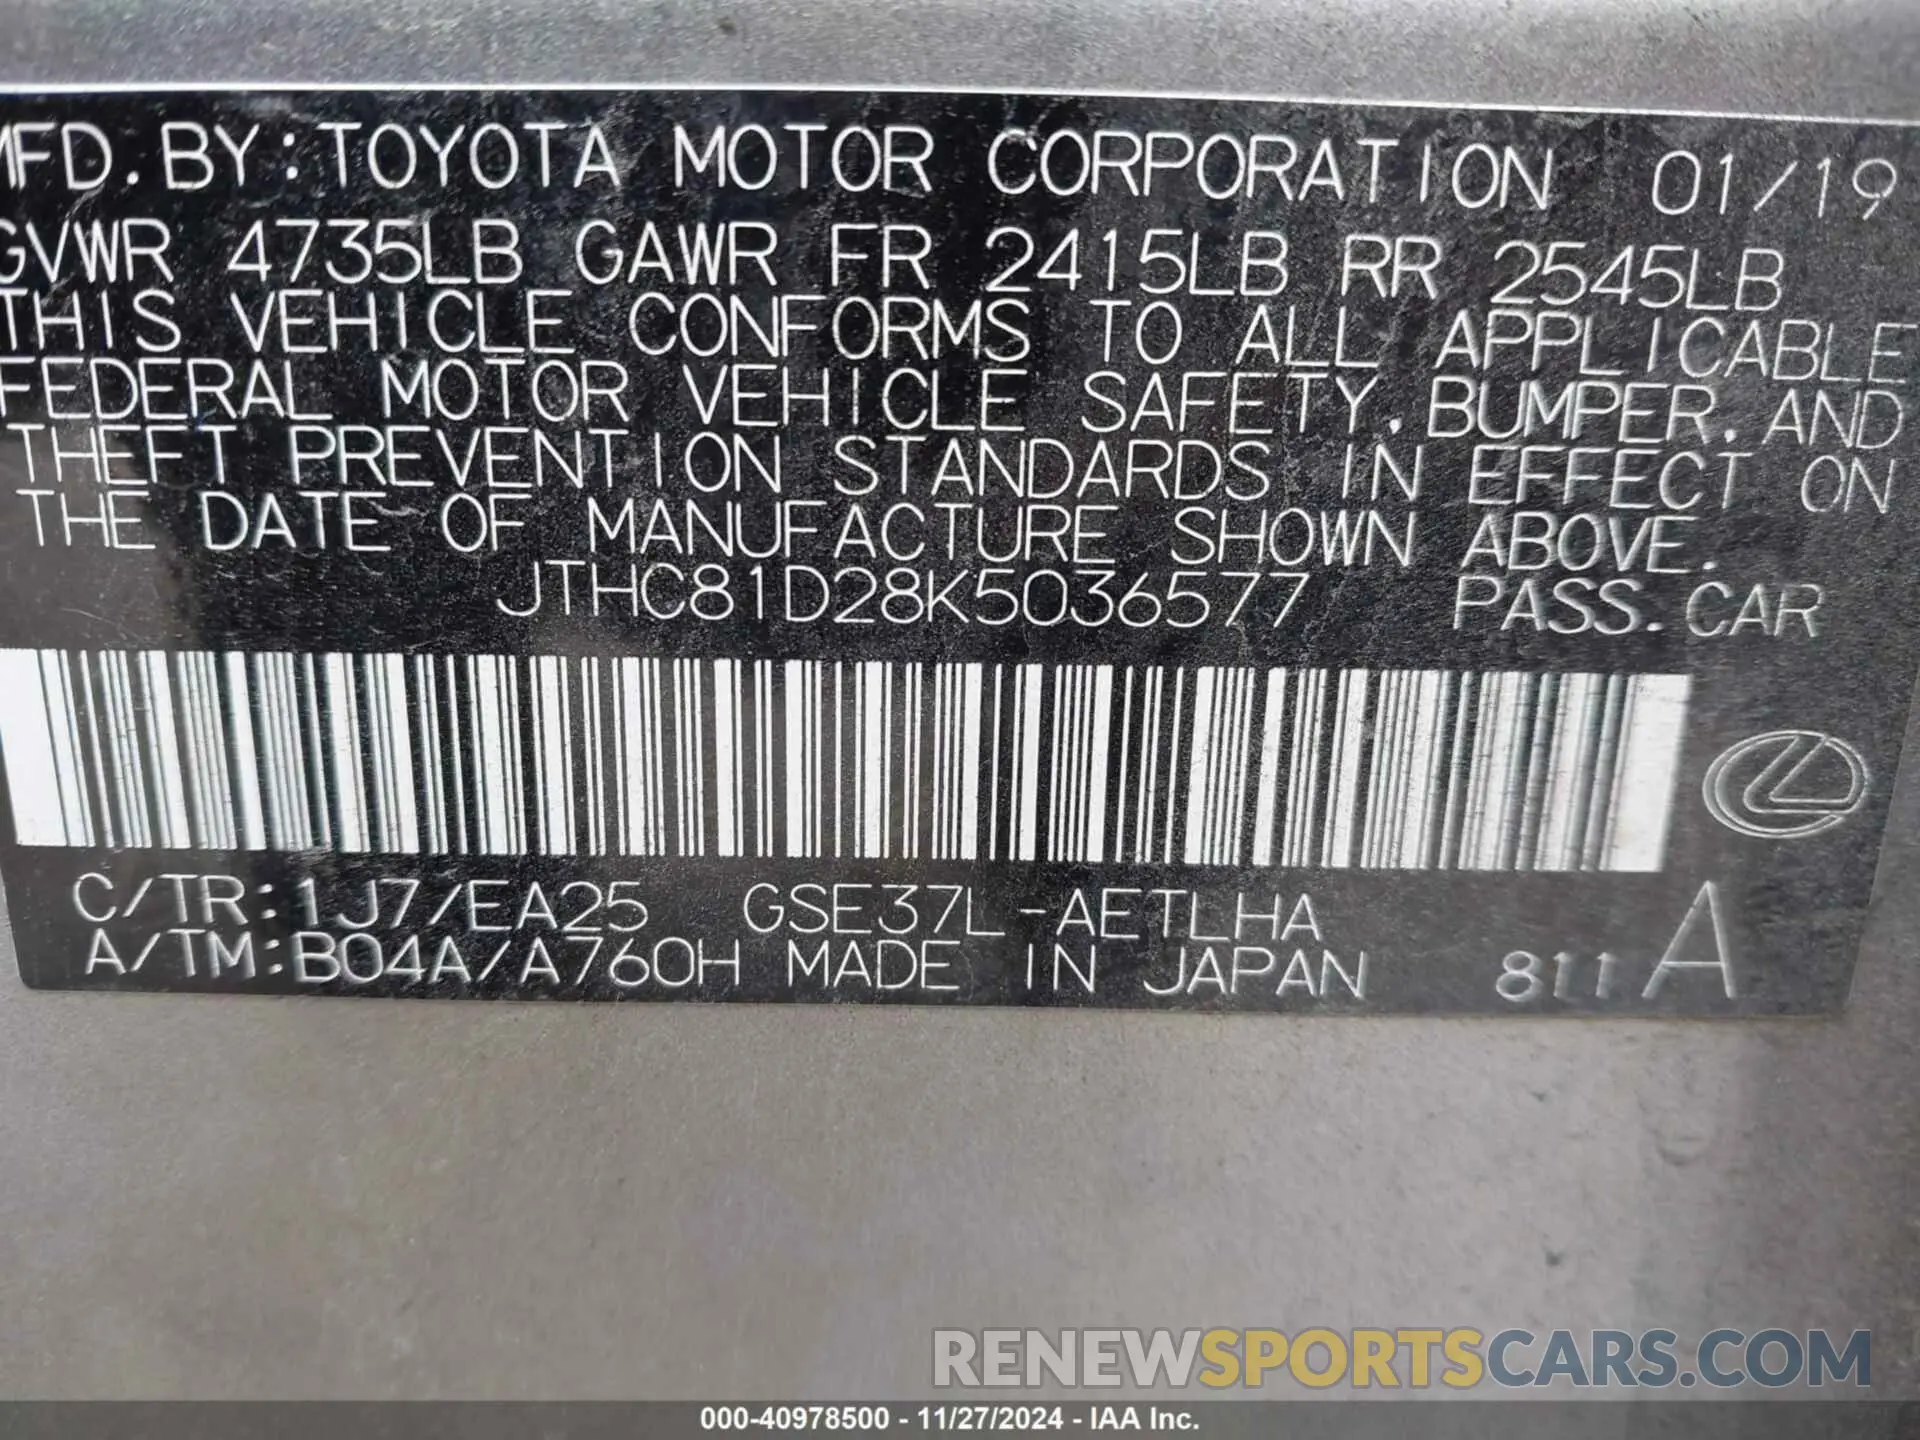 MFD. BY: TOYOTA MOTOR CORPORATION 01/19
GVWR 4735LB GAWR FR 2415LB RR 2545LB
THIS VEHICLE CONFORMS TO ALL APPLICABLE
FEDERAL MOTOR VEHICLE SAFETY, BUMPER, AND
THEFT PREVENTION STANDARDS IN EFFECT ON
THE DATE OF MANUFACTURE SHOWN ABOVE.
JTHC81D28K5036577 PASS. CAR
C/TR: 1J7/EA25 GSE37L-AETLHA
A/TM: B04A/A760H MADE IN JAPAN 811 A
RENEWSPORTSCARS.COM
000-40978500 - 11/27/2024 - IAA Inc.